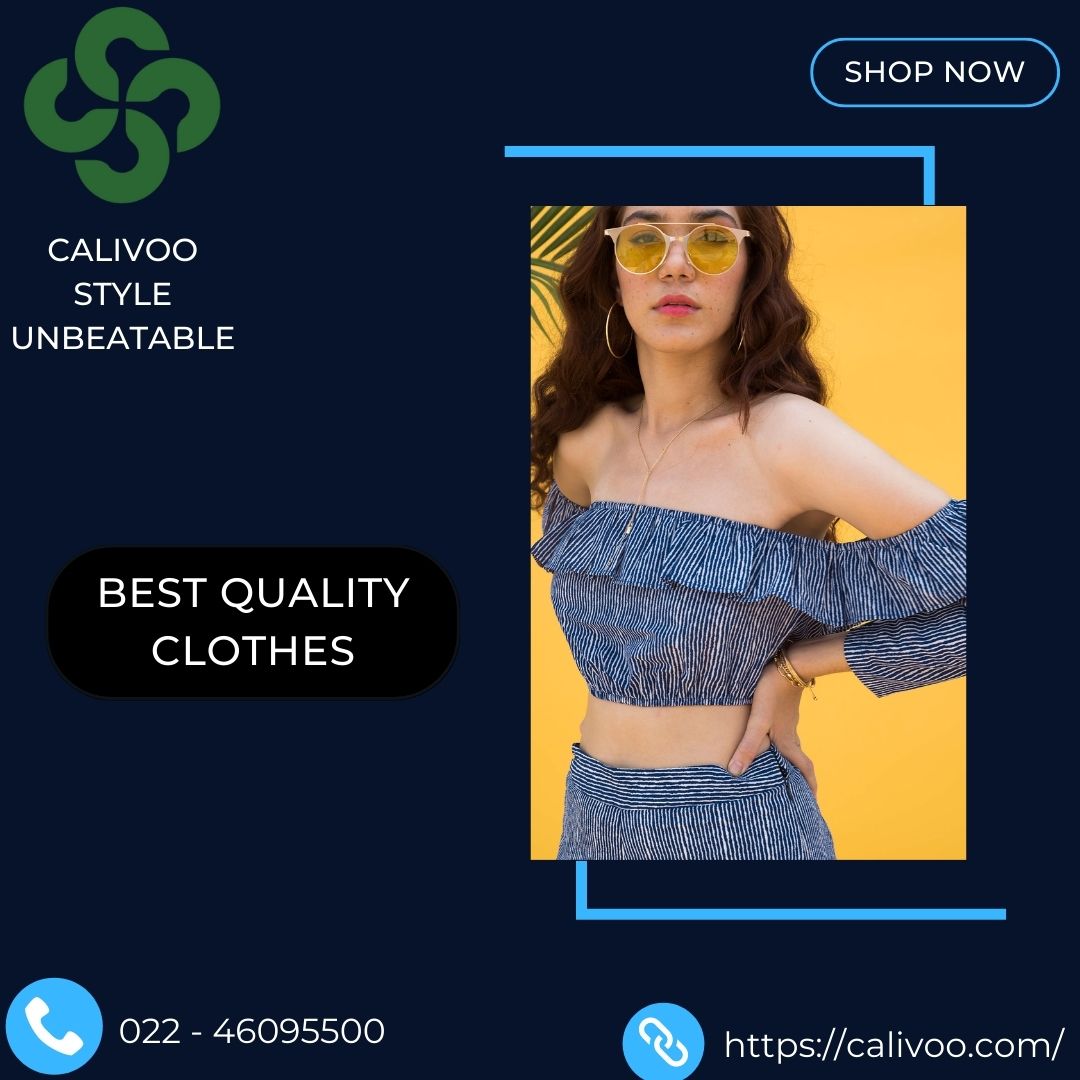 SHOP NOW
CALIVOO
STYLE
UNBEATABLE
BEST QUALITY
CLOTHES
022 - 46095500
https://calivoo.com/